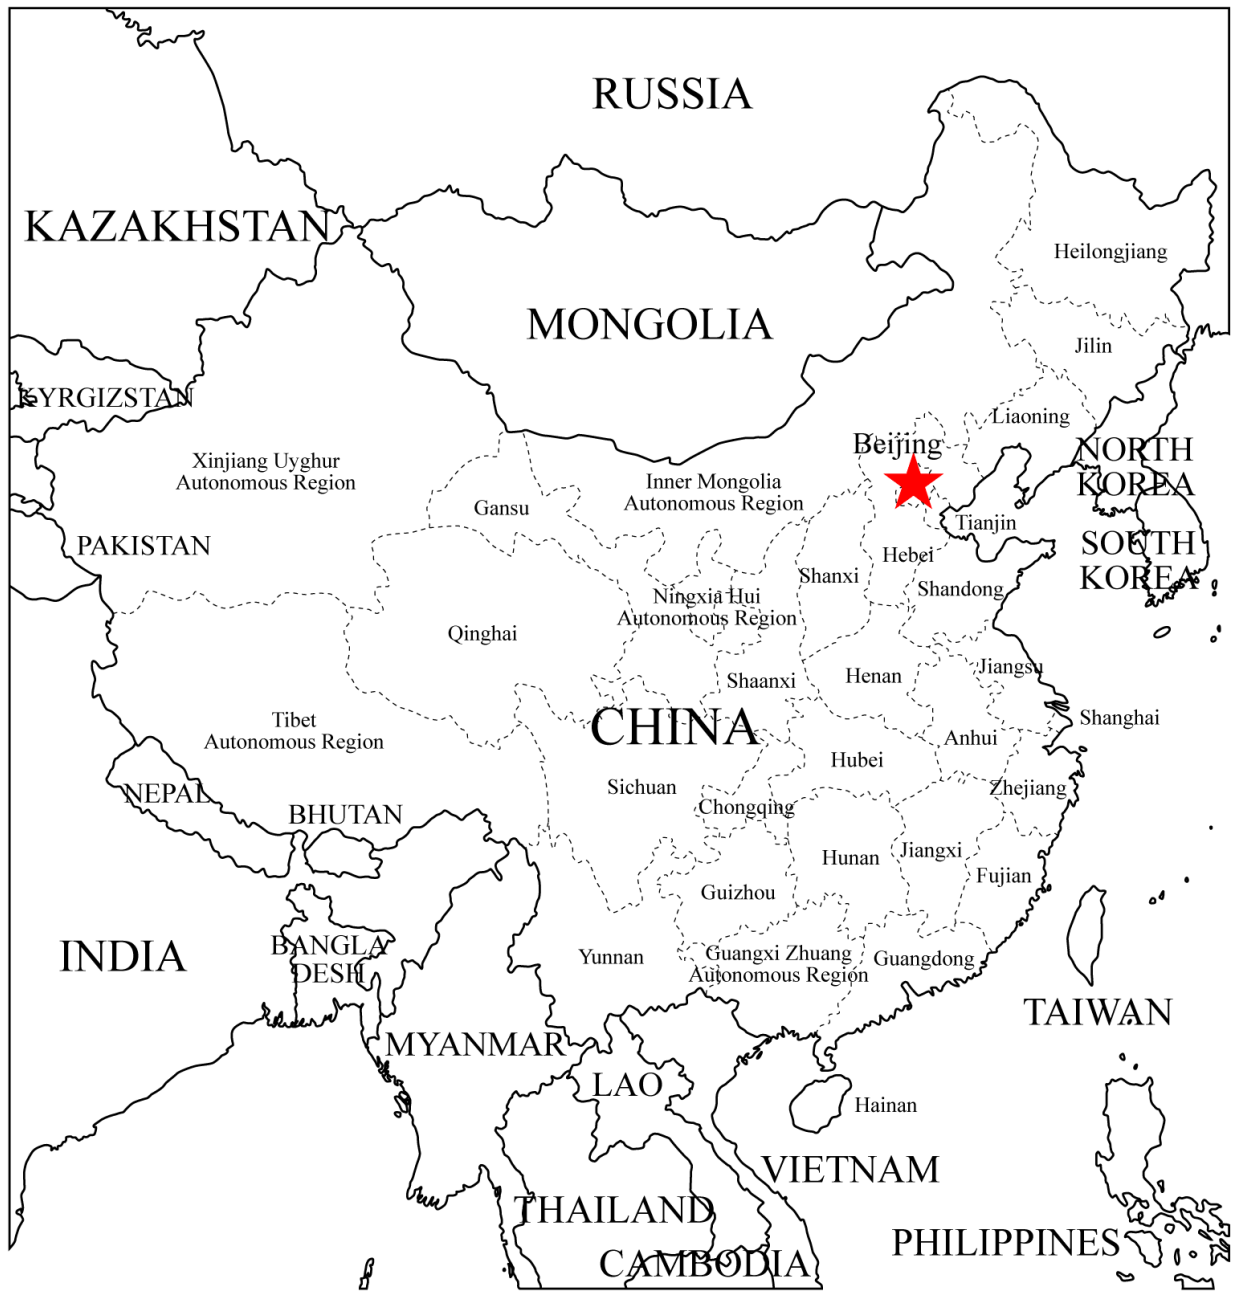 RUSSIA
KAZAKHSTAN
Heilongjiang
MONGOLIA
Jilin
KYRGIZSTAN
Liaoning
Beijing
NORTH
KOREA
Xinjiang Uyghur
Autonomous Region
Inner Mongolia
Autonomous Region
Gansu
Tianjin
PAKISTAN
SOUTH
KOREA
Hebei
Shanxi
Shandong
Ningxia Hui
Autonomous Region
Qinghai
Jiangsu
Shaanxi
Henan
Tibet
Autonomous Region
CHINA
Shanghai
Anhui
Hubei
Sichuan
Zhejiang
NEPAL
Chongqing
BHUTAN
Hunan
Jiangxi
Fujian
Guizhou
INDIA
BANGLA
DESH
Yunnan
Guangxi Zhuang
Autonomous Region
Guangdong
TAIWAN
MYANMAR
LAO
Hainan
VIETNAM
THAILAND
PHILIPPINES
CAMBODIA